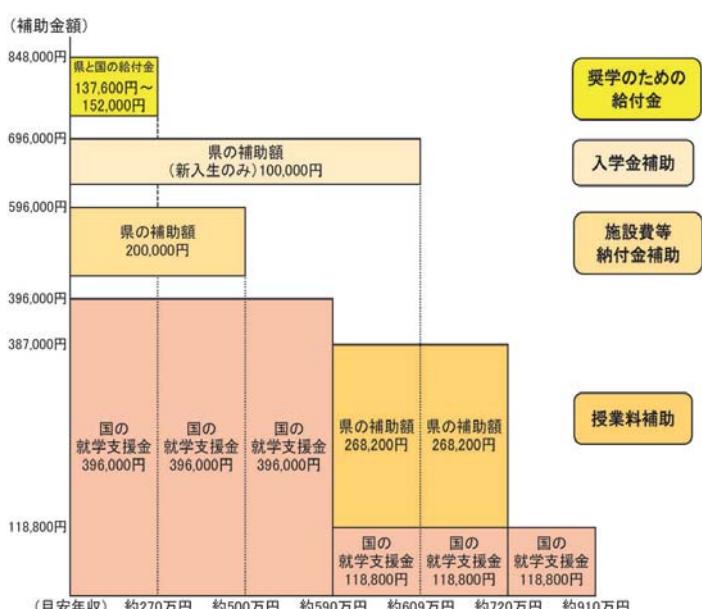 (補助金額)
848,000円
県と国の給付金
137,600円～
152,000円
奨学のための
給付金
696,000円
県の補助額
(新入生のみ)100,000円
入学金補助
596,000円
県の補助額
200,000円
施設費等
納付金補助
396,000円
387,000円
国の
就学支援金
396,000円
国の
就学支援金
396,000円
国の
就学支援金
396,000円
県の補助額
268,200円
県の補助額
268,200円
授業料補助
118,800円
国の
就学支援金
118,800円
国の
就学支援金
118,800円
国の
就学支援金
118,800円
(目安年収) 約270万円 約500万円 約590万円 約609万円 約720万円 約910万円